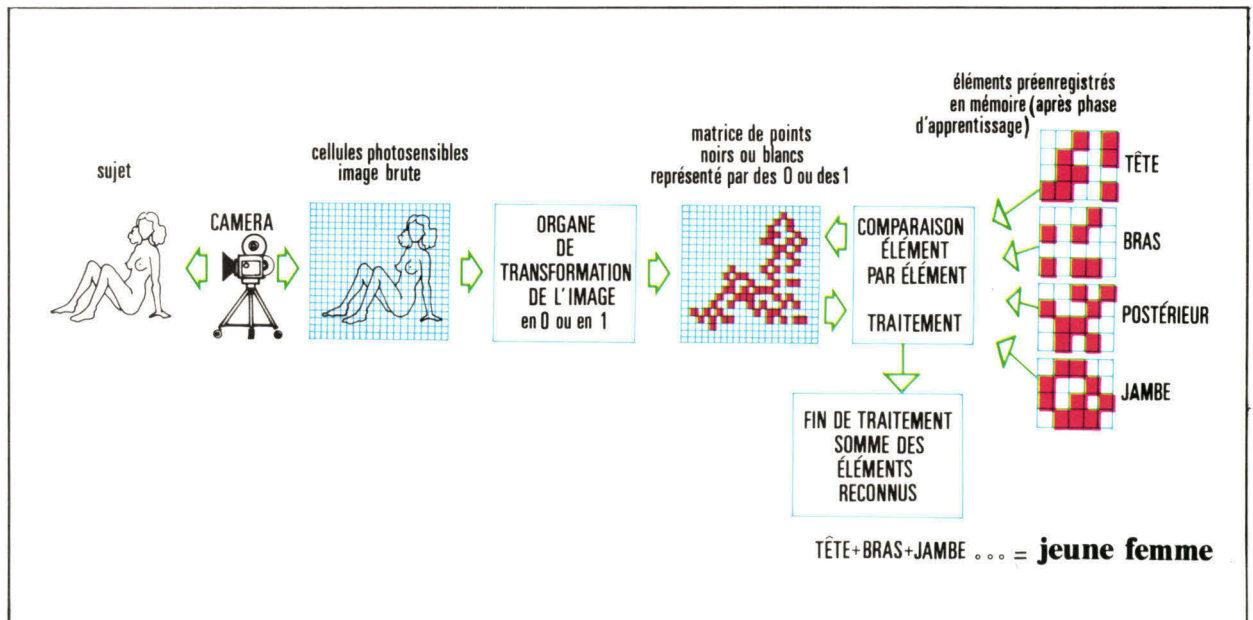 sujet
CAMERA
cellules photosensibles
image brute
ORGANE
DE
TRANSFORMATION
DE L'IMAGE
en 0 ou en 1
matrice de points
noirs ou blancs
représenté par des 0 ou des 1
COMPARAISON
ÉLÉMENT
PAR ÉLÉMENT
TRAITEMENT
éléments préenregistrés
en mémoire (après phase
d'apprentissage)
TÊTE
BRAS
POSTÉRIEUR
JAMBE
FIN DE TRAITEMENT
SOMME DES
ÉLÉMENTS
RECONNUS
TÊTE+BRAS+JAMBE ... = jeune femme